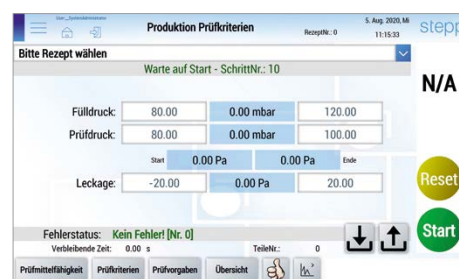 User:_Systemadministrator
Produktion Prüfkriterien RezeptNr.: 0 5. Aug. 2020, Mi
11:15:33
stepp
Bitte Rezept wählen
Warte auf Start - SchrittNr.: 10
N/A
Fülldruck: 80.00 0.00 mbar 120.00
Prüfdruck: 80.00 0.00 mbar 100.00
Start 0.00 Pa 0.00 Pa Ende
Leckage: -20.00 0.00 Pa 20.00
Reset
Fehlerstatus: Kein Fehler! [Nr. 0]
Start
Verbleibende Zeit: 0.00 s TeileNr.: 0
Prüfmittelfähigkeit Prüfkriterien Prüfvorgaben Übersicht